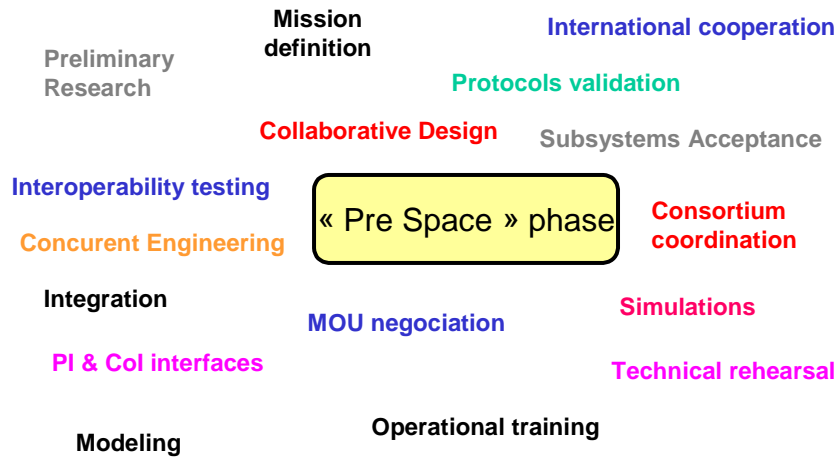 Mission
definition
International cooperation
Preliminary
Research
Protocols validation
Collaborative Design
Subsystems Acceptance
Interoperability testing
« Pre Space » phase
Consortium
coordination
Concurent Engineering
Integration
Simulations
MOU negociation
PI & CoI interfaces
Technical rehearsal
Operational training
Modeling